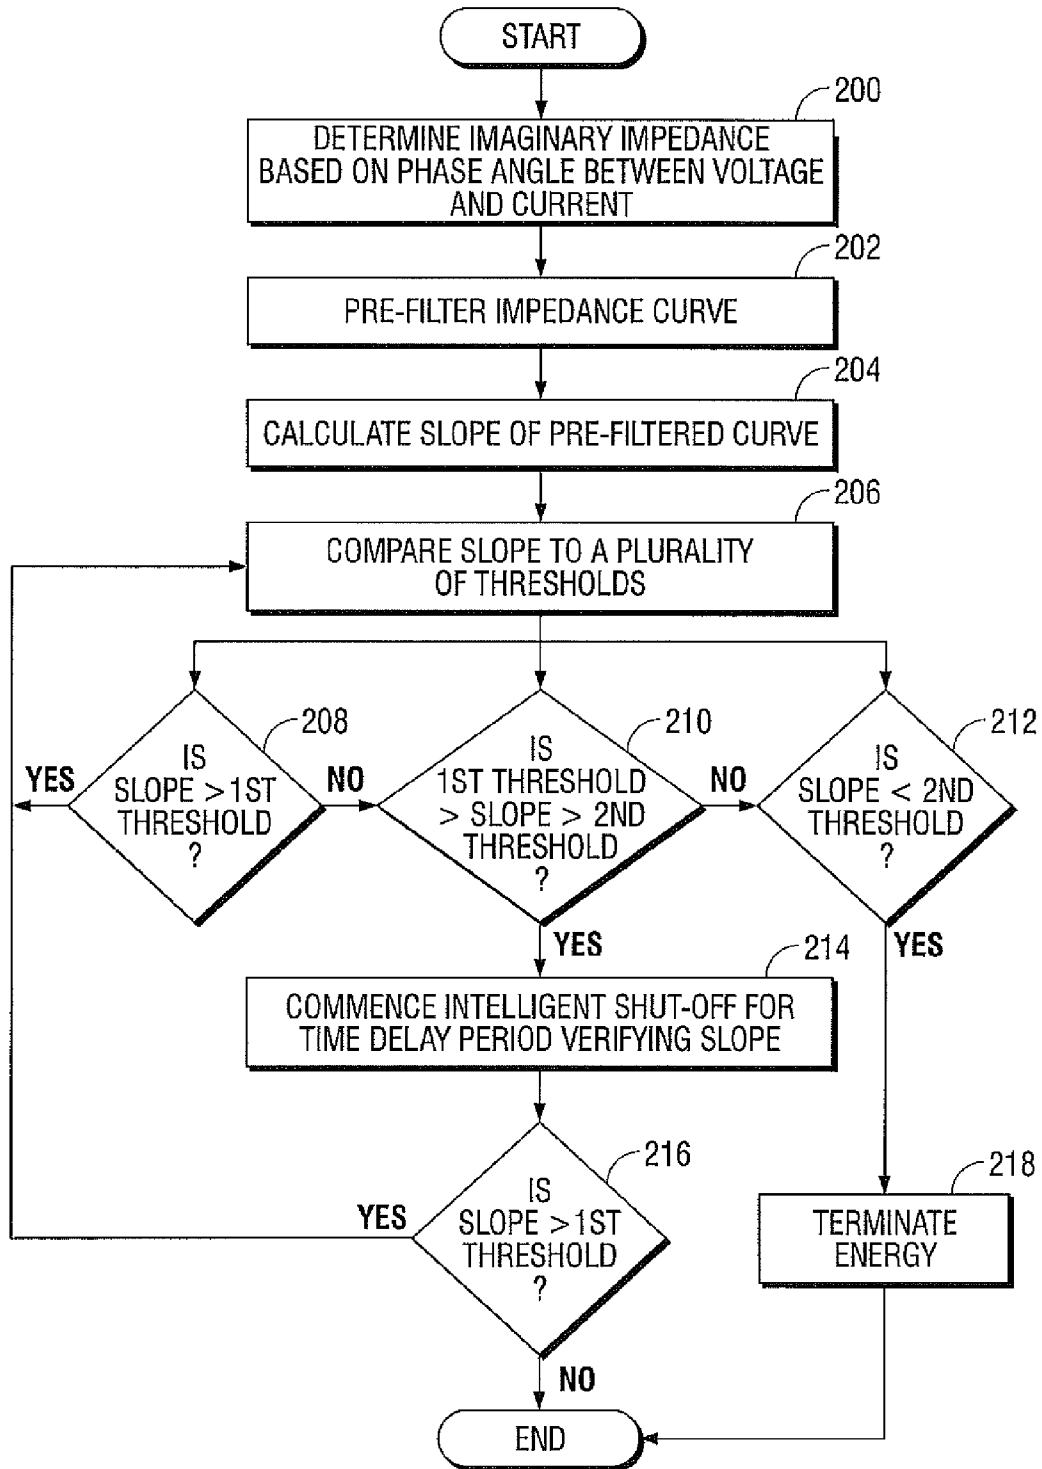 START
200
DETERMINE IMAGINARY IMPEDANCE
BASED ON PHASE ANGLE BETWEEN VOLTAGE
AND CURRENT
202
PRE-FILTER IMPEDANCE CURVE
204
CALCULATE SLOPE OF PRE-FILTERED CURVE
206
COMPARE SLOPE TO A PLURALITY
OF THRESHOLDS
208
IS
SLOPE > 1ST
THRESHOLD
?
YES
NO
210
IS
1ST THRESHOLD
> SLOPE > 2ND
THRESHOLD
?
NO
YES
212
IS
SLOPE < 2ND
THRESHOLD
?
YES
214
COMMENCE INTELLIGENT SHUT-OFF FOR
TIME DELAY PERIOD VERIFYING SLOPE
216
IS
SLOPE > 1ST
THRESHOLD
?
YES
NO
218
TERMINATE
ENERGY
END